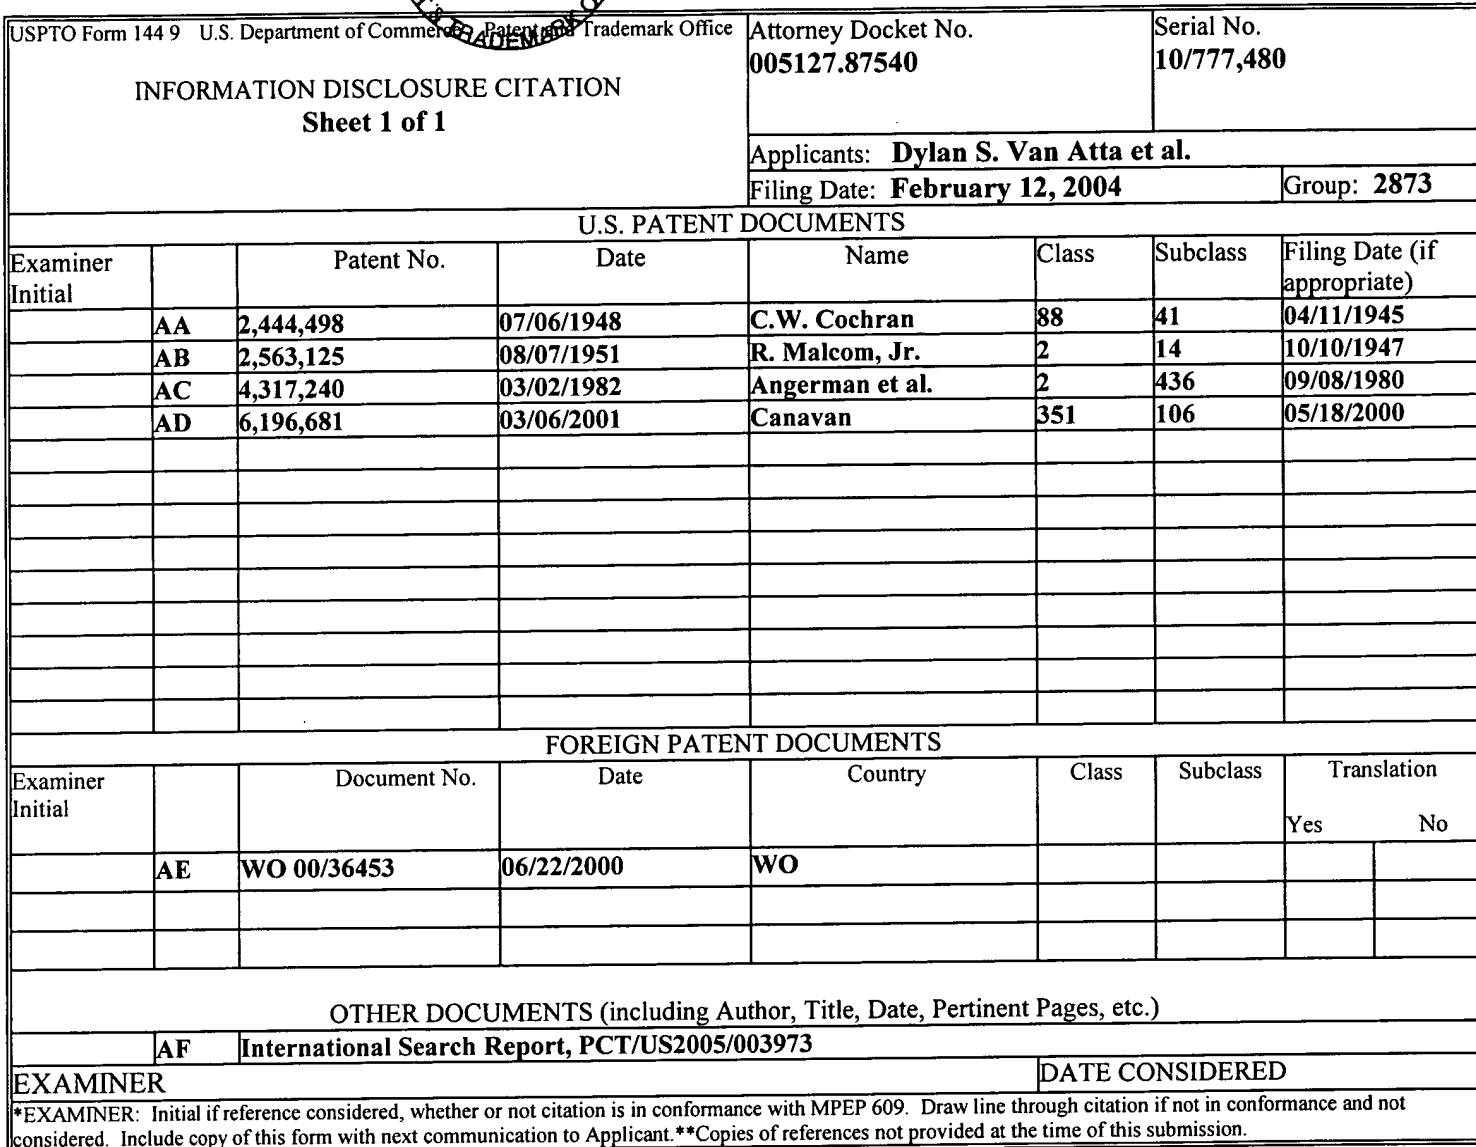 USPTO Form 144 9 U.S. Department of Commerce Patent and Trademark Office
INFORMATION DISCLOSURE CITATION
Sheet 1 of 1
Attorney Docket No.
005127.87540
Serial No.
10/777,480
Applicants: Dylan S. Van Atta et al.
Filing Date: February 12, 2004 Group: 2873
U.S. PATENT DOCUMENTS
Examiner Initial Patent No. Date Name Class Subclass Filing Date (if appropriate)
AA 2,444,498 07/06/1948 C.W. Cochran 88 41 04/11/1945
AB 2,563,125 08/07/1951 R. Malcom, Jr. 2 14 10/10/1947
AC 4,317,240 03/02/1982 Angerman et al. 2 436 09/08/1980
AD 6,196,681 03/06/2001 Canavan 351 106 05/18/2000
FOREIGN PATENT DOCUMENTS
Examiner Initial Document No. Date Country Class Subclass Translation
Yes No
AE WO 00/36453 06/22/2000 WO
OTHER DOCUMENTS (including Author, Title, Date, Pertinent Pages, etc.)
AF International Search Report, PCT/US2005/003973
EXAMINER DATE CONSIDERED
*EXAMINER: Initial if reference considered, whether or not citation is in conformance with MPEP 609. Draw line through citation if not in conformance and not
considered. Include copy of this form with next communication to Applicant.**Copies of references not provided at the time of this submission.